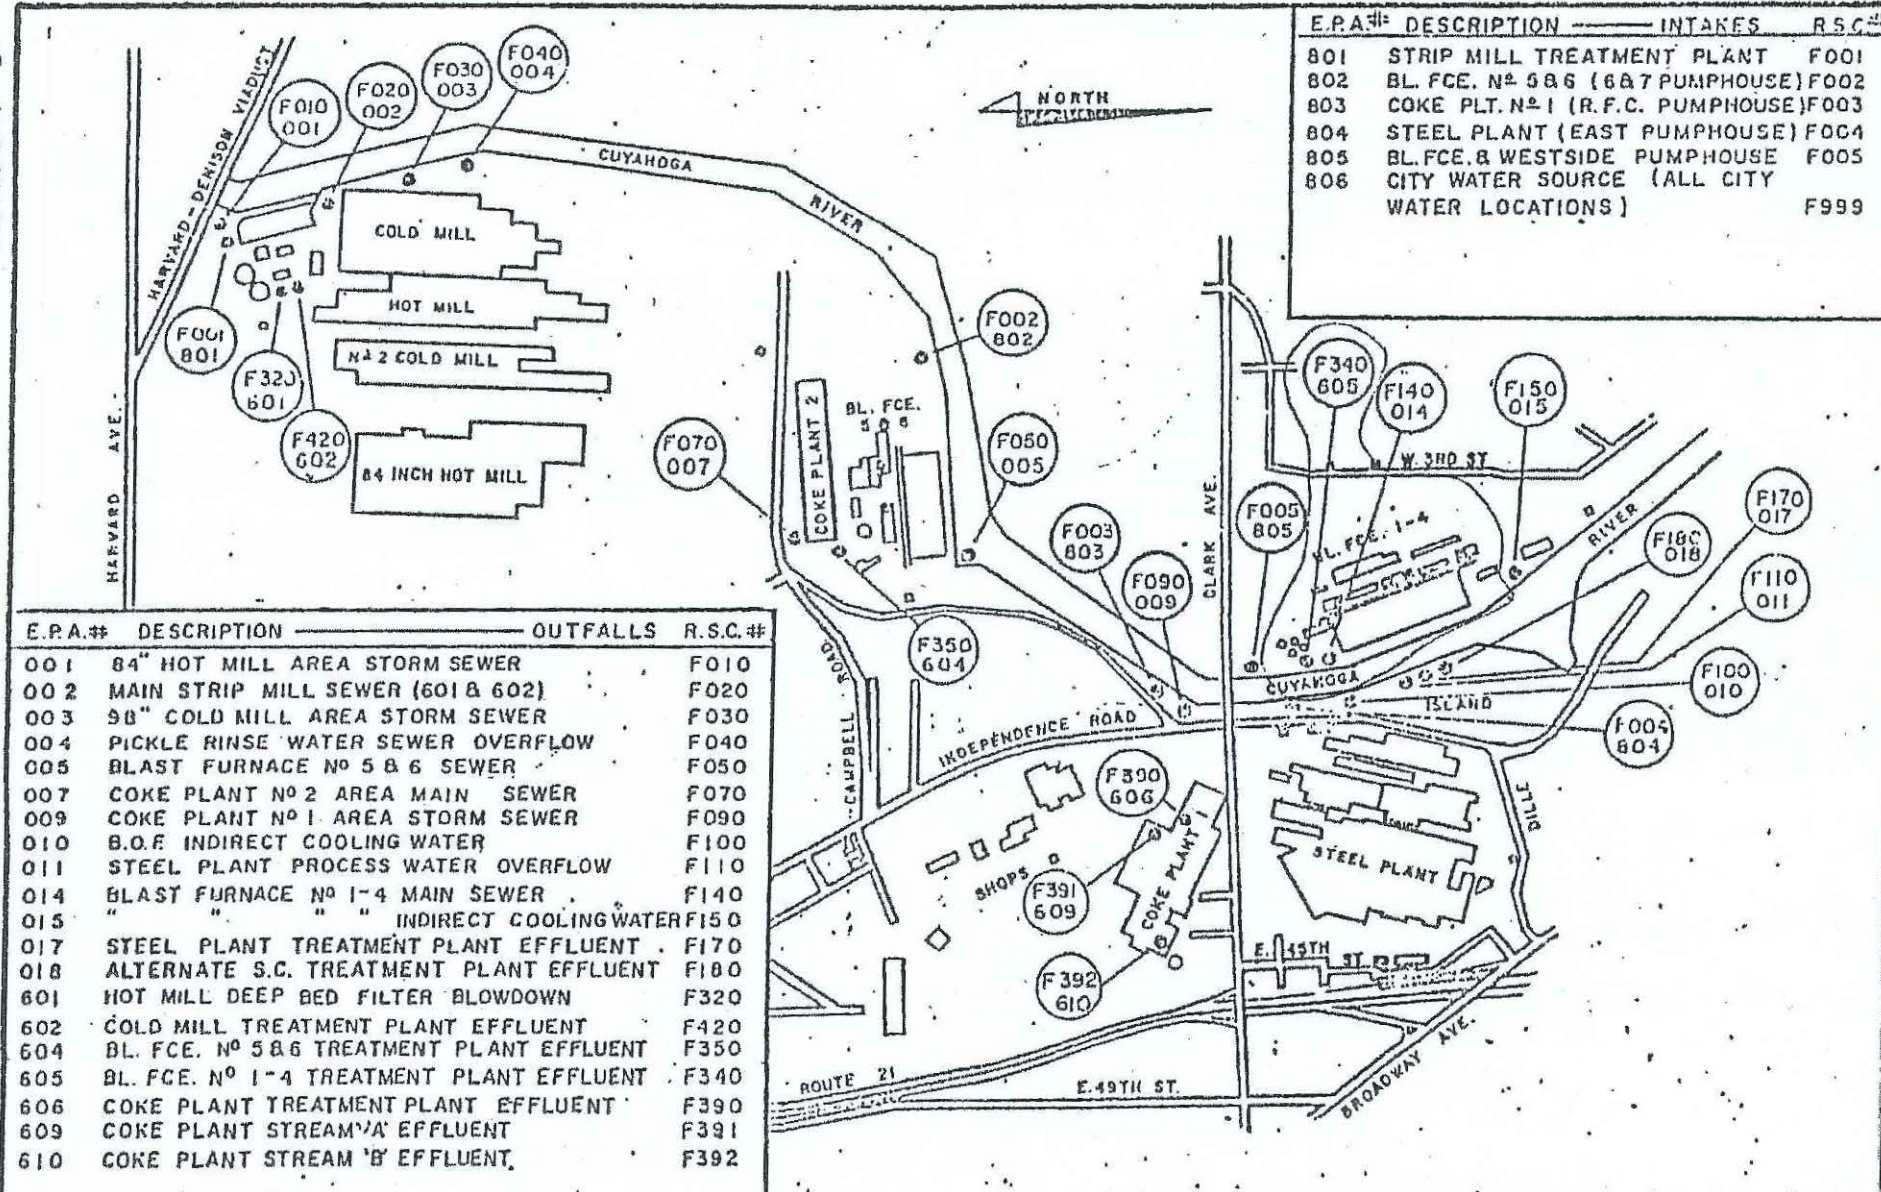 E.P.A.# DESCRIPTION INTAKES R.S.C.#
801 STRIP MILL TREATMENT PLANT F001
802 BL. FCE. Nº 5&6 (6&7 PUMPHOUSE) F002
803 COKE PLT. Nº 1 (R.F.C. PUMPHOUSE) F003
804 STEEL PLANT (EAST PUMPHOUSE) F004
805 BL. FCE. & WESTSIDE PUMPHOUSE F005
806 CITY WATER SOURCE (ALL CITY
WATER LOCATIONS) F999
NORTH
HARVARD-DENISON VIADUCT
HARVARD AVE.
F010
001
F020
002
F030
003
F040
004
CUYAHOGA
RIVER
COLD MILL
HOT MILL
Nº 2 COLD MILL
84 INCH HOT MILL
F001
801
F320
601
F420
602
F002
802
COKE PLANT 2
BL. FCE.
5 6
F070
007
F050
005
F003
803
F090
009
F350
604
CLARK AVE.
F340
605
F140
014
F150
015
W. 3RD ST
F005
805
BL. FCE. 1-4
RIVER
F180
018
F170
017
F110
011
F100
010
F004
804
CUYAHOGA
ISLAND
CAMPBELL ROAD
INDEPENDENCE ROAD
F390
606
SHOPS
F391
609
COKE PLANT 1
F392
610
STEEL PLANT
DILLE
E. 45TH ST
ROUTE 21
E. 49TH ST.
BROADWAY AVE.
E.P.A.# DESCRIPTION OUTFALLS R.S.C.#
001 84" HOT MILL AREA STORM SEWER F010
002 MAIN STRIP MILL SEWER (601 & 602) F020
003 98" COLD MILL AREA STORM SEWER F030
004 PICKLE RINSE WATER SEWER OVERFLOW F040
005 BLAST FURNACE Nº 5 & 6 SEWER F050
007 COKE PLANT Nº 2 AREA MAIN SEWER F070
009 COKE PLANT Nº 1 AREA STORM SEWER F090
010 B.O.F. INDIRECT COOLING WATER F100
011 STEEL PLANT PROCESS WATER OVERFLOW F110
014 BLAST FURNACE Nº 1-4 MAIN SEWER F140
015 " " " " INDIRECT COOLING WATER F150
017 STEEL PLANT TREATMENT PLANT EFFLUENT F170
018 ALTERNATE S.C. TREATMENT PLANT EFFLUENT F180
601 HOT MILL DEEP BED FILTER BLOWDOWN F320
602 COLD MILL TREATMENT PLANT EFFLUENT F420
604 BL. FCE. Nº 5&6 TREATMENT PLANT EFFLUENT F350
605 BL. FCE. Nº 1-4 TREATMENT PLANT EFFLUENT F340
606 COKE PLANT TREATMENT PLANT EFFLUENT F390
609 COKE PLANT STREAM 'A' EFFLUENT F391
610 COKE PLANT STREAM 'B' EFFLUENT F392